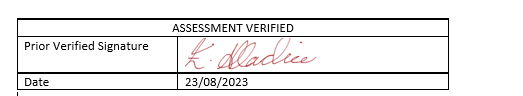 ASSESSMENT VERIFIED
Prior Verified Signature
Date 23/08/2023